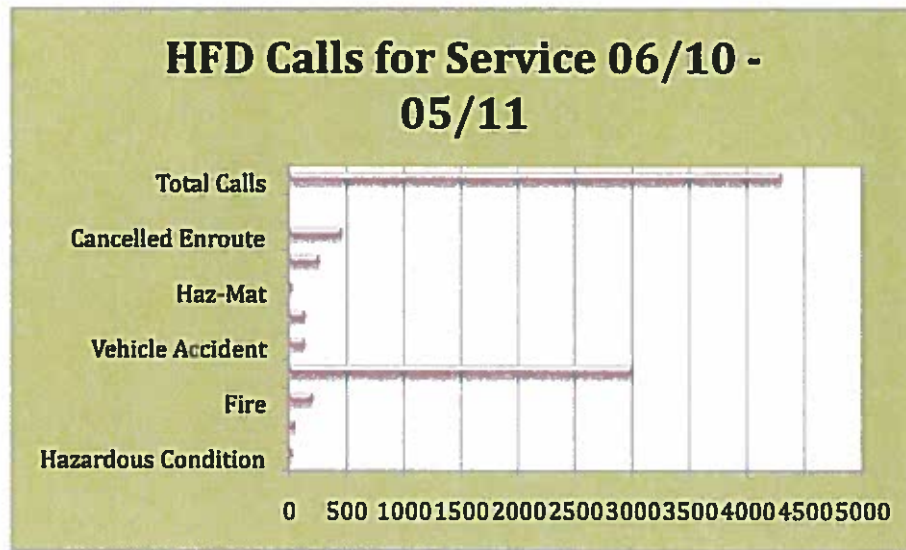 HFD Calls for Service 06/10 -
05/11
Total Calls
Cancelled Enroute
Haz-Mat
Vehicle Accident
Fire
Hazardous Condition
0 500 1000 1500 2000 2500 3000 3500 4000 4500 5000